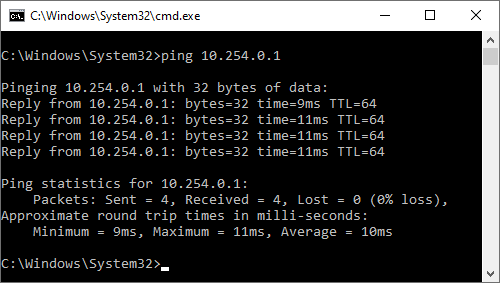 C:\Windows\System32\cmd.exe
C:\Windows\System32>ping 10.254.0.1
Pinging 10.254.0.1 with 32 bytes of data:
Reply from 10.254.0.1: bytes=32 time=9ms TTL=64
Reply from 10.254.0.1: bytes=32 time=11ms TTL=64
Reply from 10.254.0.1: bytes=32 time=11ms TTL=64
Reply from 10.254.0.1: bytes=32 time=11ms TTL=64
Ping statistics for 10.254.0.1:
    Packets: Sent = 4, Received = 4, Lost = 0 (0% loss),
Approximate round trip times in milli-seconds:
    Minimum = 9ms, Maximum = 11ms, Average = 10ms
C:\Windows\System32>